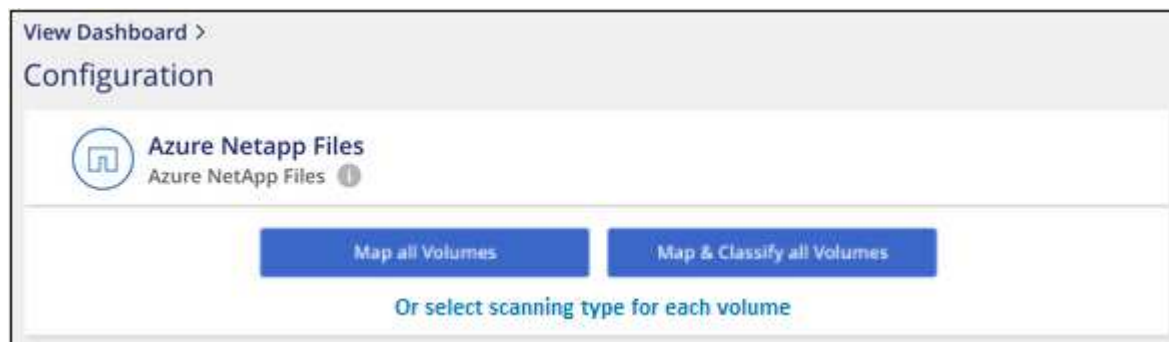 View Dashboard >
Configuration
Azure Netapp Files
Azure NetApp Files i
Map all Volumes
Map & Classify all Volumes
Or select scanning type for each volume